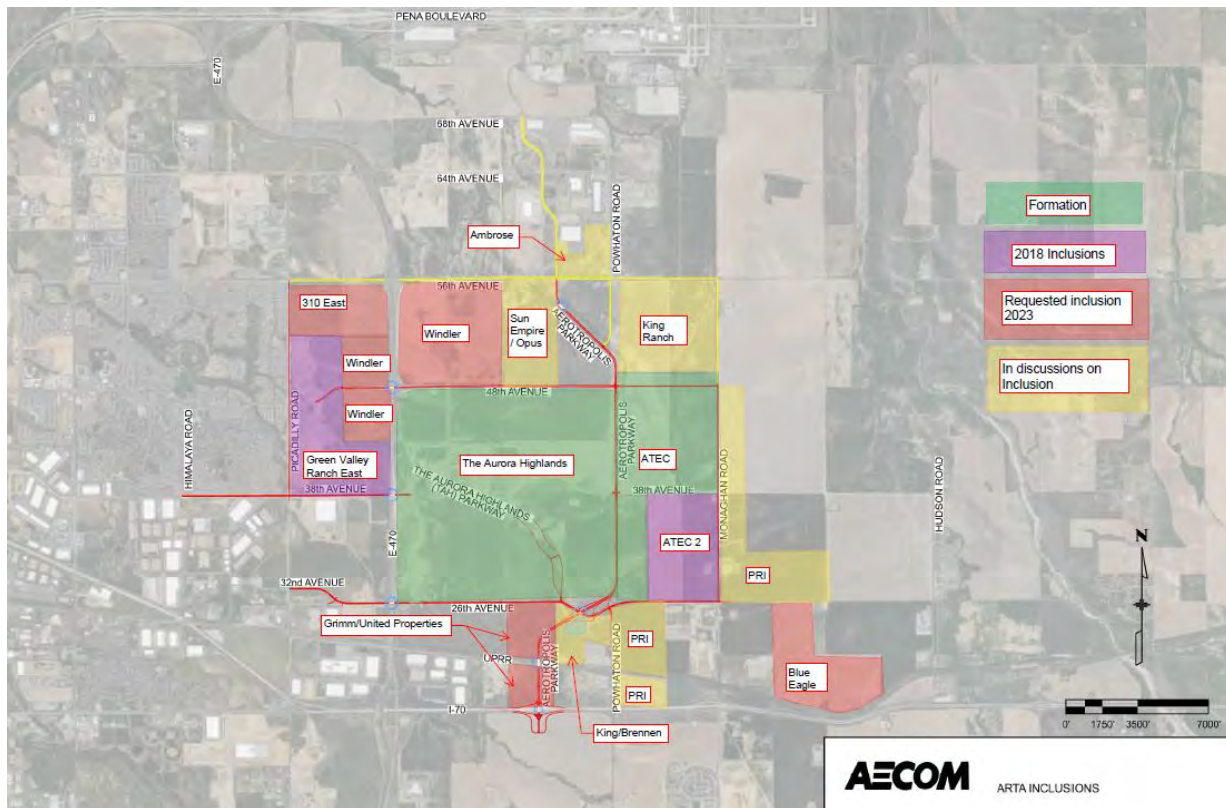 PENA BOULEVARD
E-470
68th AVENUE
64th AVENUE
POWHATON ROAD
Ambrose
Formation
2018 Inclusions
Requested inclusion
2023
In discussions on
Inclusion
56th AVENUE
310 East
Windler
Sun
Empire
/ Opus
AEROTROPOLIS
PARKWAY
King
Ranch
Windler
48th AVENUE
Windler
PICADILLY ROAD
HIMALAYA ROAD
Green Valley
Ranch East
38th AVENUE
The Aurora Highlands
THE AURORA HIGHLANDS
(TAH) PARKWAY
AEROTROPOLIS
PARKWAY
ATEC
38th AVENUE
MONAGHAN ROAD
HUDSON ROAD
E-470
ATEC 2
N
PRI
32nd AVENUE
26th AVENUE
Grimm/United Properties
UPRR
AEROTROPOLIS
PARKWAY
POWHATON ROAD
PRI
Blue
Eagle
PRI
I-70
King/Brennen
0' 1750' 3500' 7000'
AECOM
ARTA INCLUSIONS